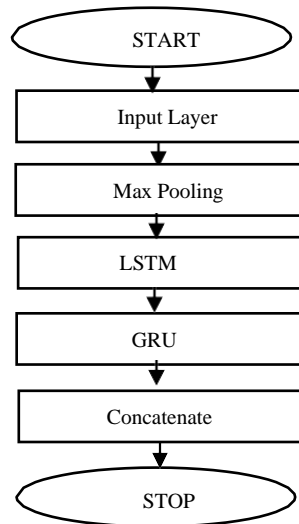 START
Input Layer
Max Pooling
LSTM
GRU
Concatenate
STOP